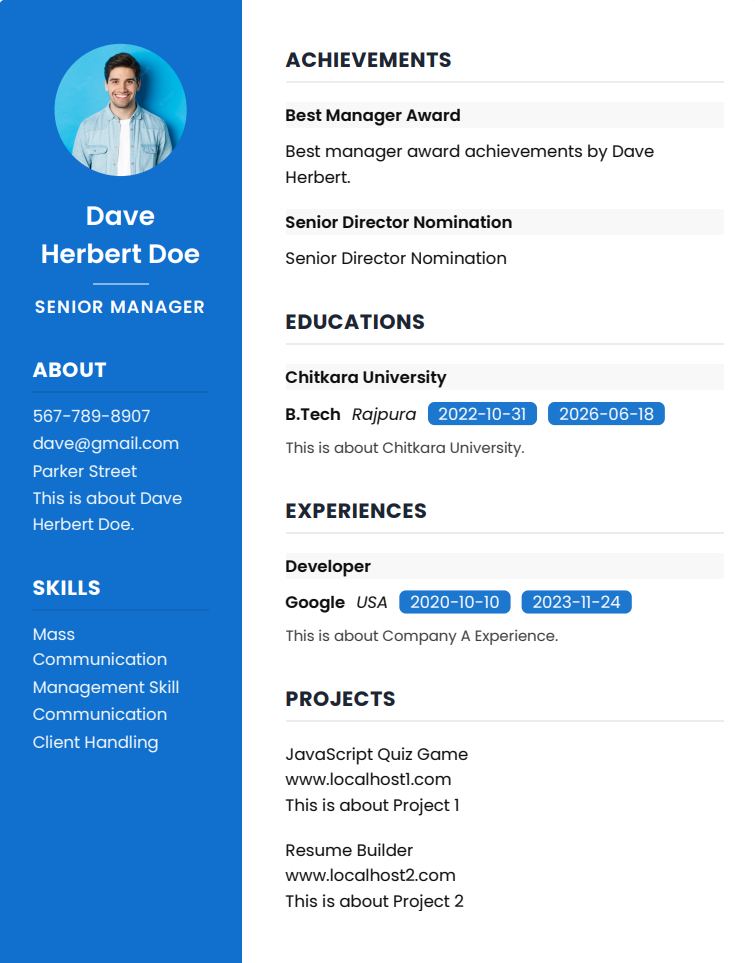 Dave
Herbert Doe
SENIOR MANAGER
ABOUT
567-789-8907
dave@gmail.com
Parker Street
This is about Dave
Herbert Doe.
SKILLS
Mass
Communication
Management Skill
Communication
Client Handling
ACHIEVEMENTS
Best Manager Award
Best manager award achievements by Dave
Herbert.
Senior Director Nomination
Senior Director Nomination
EDUCATIONS
Chitkara University
B.Tech Rajpura 2022-10-31 2026-06-18
This is about Chitkara University.
EXPERIENCES
Developer
Google USA 2020-10-10 2023-11-24
This is about Company A Experience.
PROJECTS
JavaScript Quiz Game
www.localhost1.com
This is about Project 1
Resume Builder
www.localhost2.com
This is about Project 2